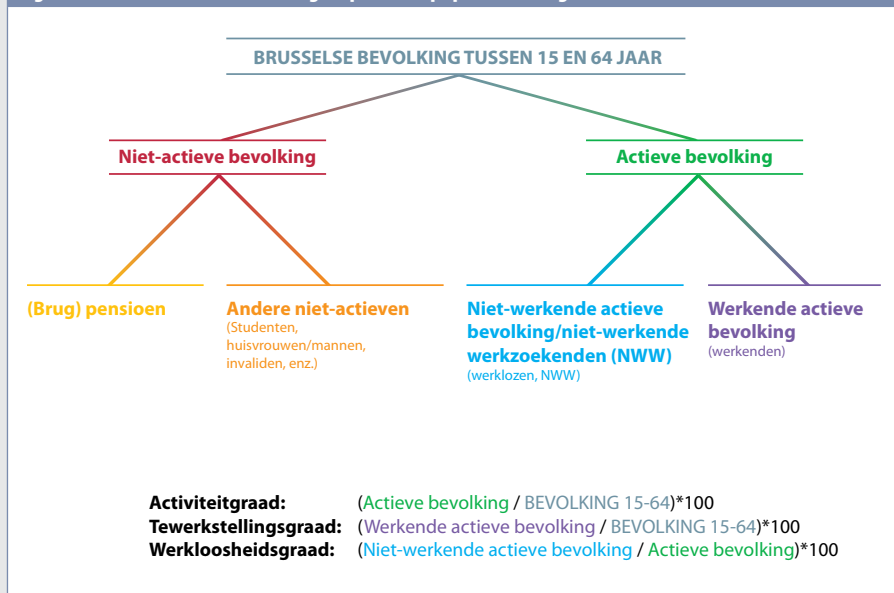 BRUSSELSE BEVOLKING TUSSEN 15 EN 64 JAAR
Niet-actieve bevolking
Actieve bevolking
(Brug) pensioen
Andere niet-actieven
(Studenten,
huisvrouwen/mannen,
invaliden, enz.)
Niet-werkende actieve
bevolking/niet-werkende
werkzoekenden (NWW)
(werklozen, NWW)
Werkende actieve
bevolking
(werkenden)
Activiteitgraad: (Actieve bevolking / BEVOLKING 15-64)*100
Tewerkstellingsgraad: (Werkende actieve bevolking / BEVOLKING 15-64)*100
Werkloosheidsgraad: (Niet-werkende actieve bevolking / Actieve bevolking)*100